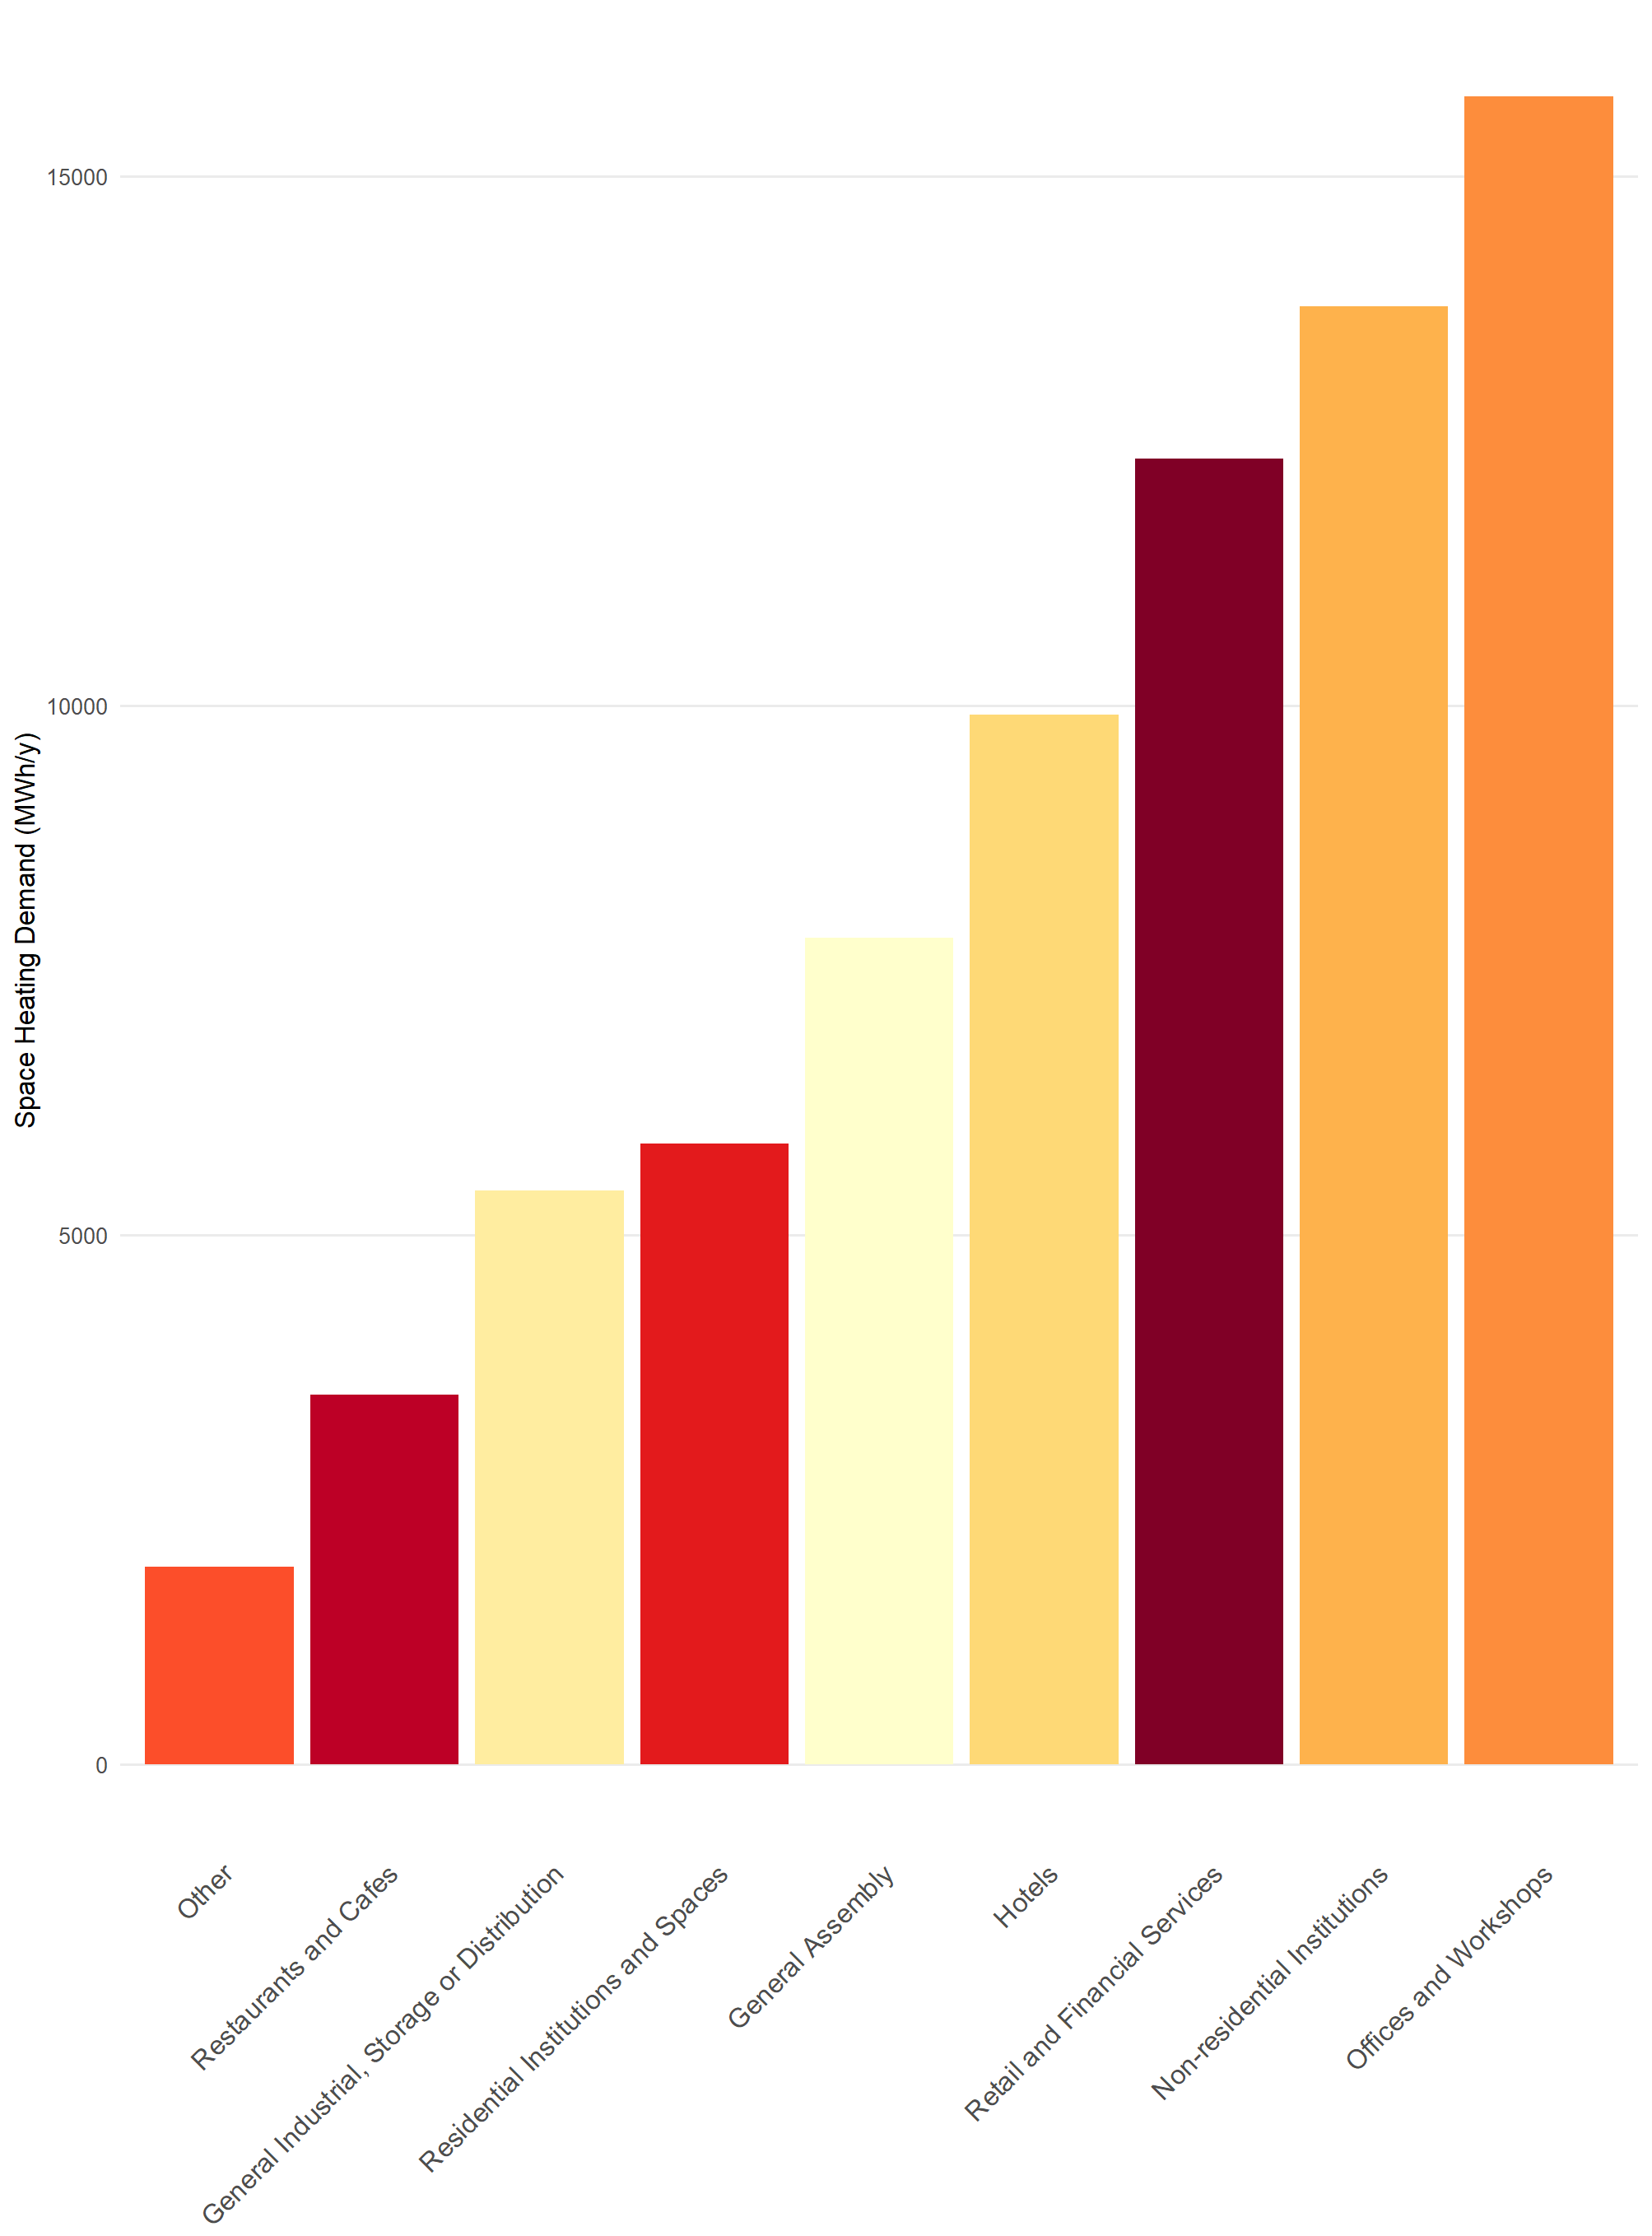 15000
10000
5000
0
Space Heating Demand (MWh/y)
Other
Restaurants and Cafes
General Industrial, Storage or Distribution
Residential Institutions and Spaces
General Assembly
Hotels
Retail and Financial Services
Non-residential Institutions
Offices and Workshops